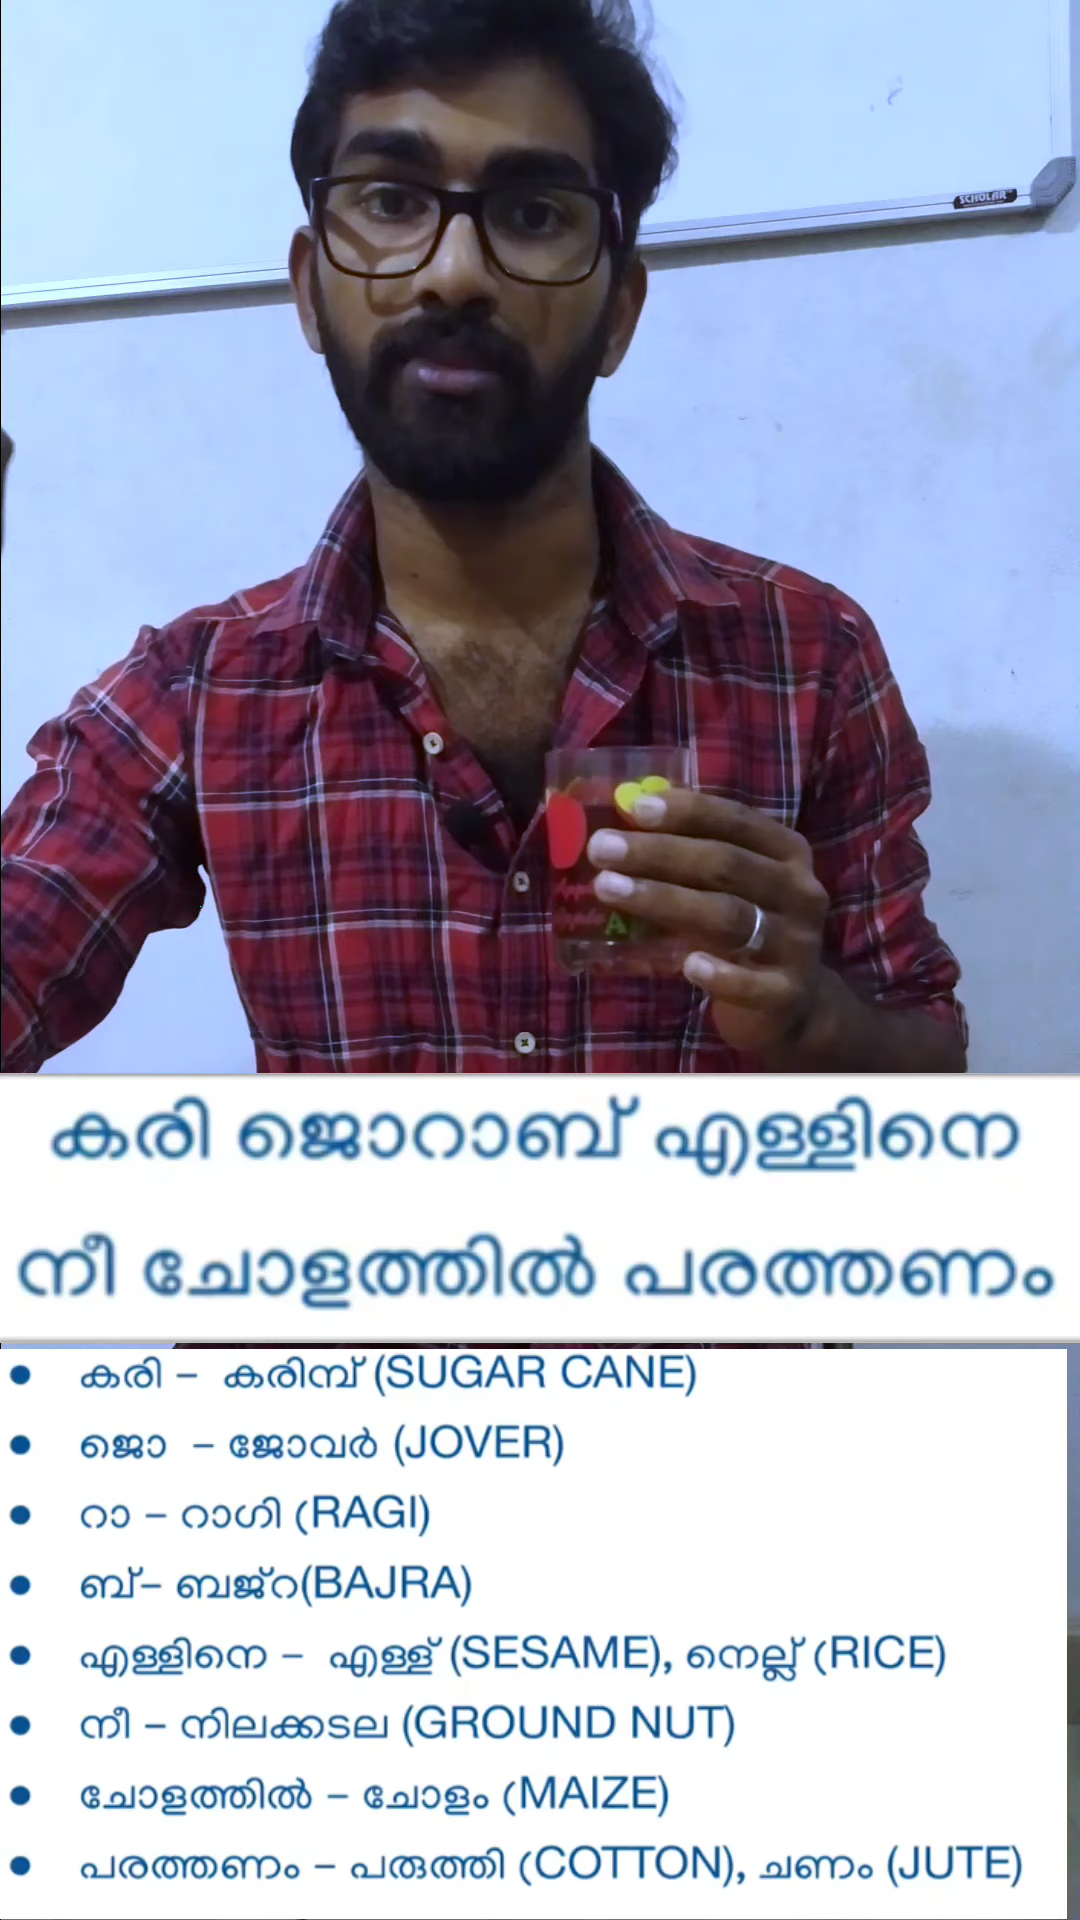 SCHOLAR
A
കരി ജൊറാബ് എള്ളിനെ
നീ ചോളത്തിൽ പരത്തണം
• കരി – കരിമ്പ് (SUGAR CANE)
• ജൊ – ജോവർ (JOVER)
• റാ – റാഗി (RAGI)
• ബ്– ബജ്റ(BAJRA)
• എള്ളിനെ – എള്ള് (SESAME), നെല്ല് (RICE)
• നീ – നിലക്കടല (GROUND NUT)
• ചോളത്തിൽ – ചോളം (MAIZE)
• പരത്തണം – പരുത്തി (COTTON), ചണം (JUTE)